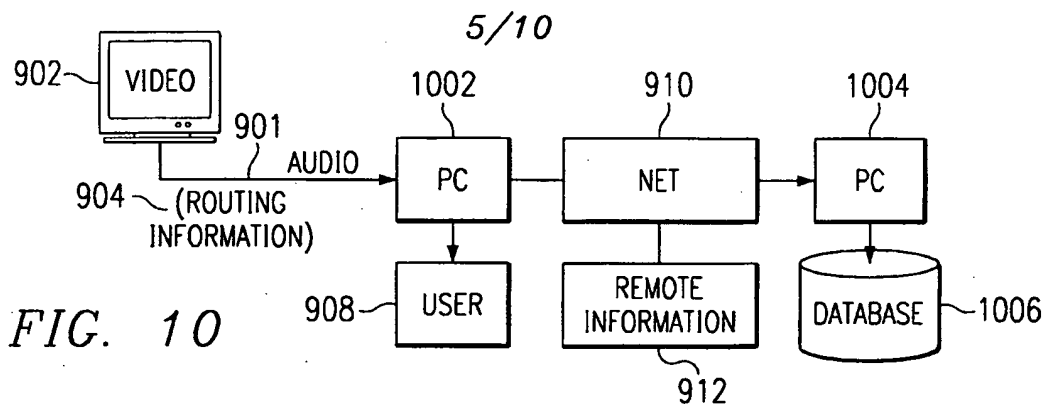 5/10
902
VIDEO
901
AUDIO
904
(ROUTING
INFORMATION)
1002
PC
910
NET
1004
PC
908
USER
REMOTE
INFORMATION
912
DATABASE
1006
FIG. 10